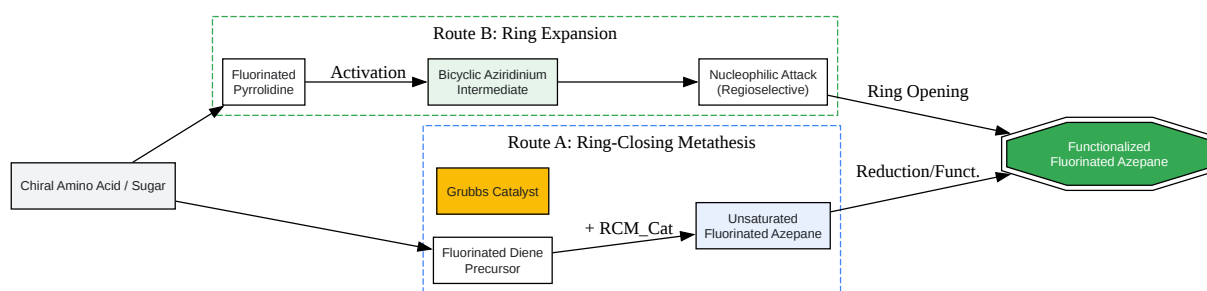 Route B: Ring Expansion
Fluorinated
Pyrrolidine
Activation
Bicyclic Aziridinium
Intermediate
Nucleophilic Attack
(Regioselective)
Ring Opening
Chiral Amino Acid / Sugar
Route A: Ring-Closing Metathesis
Grubbs Catalyst
Fluorinated Diene
Precursor
+ RCM_Cat
Unsaturated
Fluorinated Azepane
Reduction/Funct.
Functionalized
Fluorinated Azepane